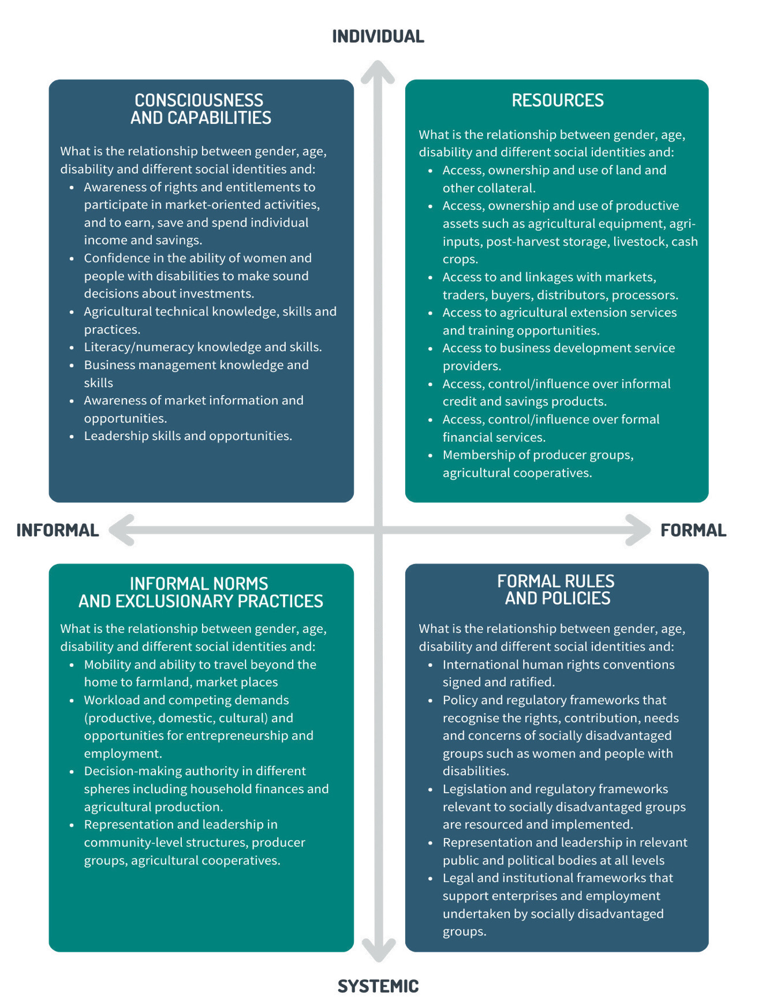 INDIVIDUAL
CONSCIOUSNESS
AND CAPABILITIES
What is the relationship between gender, age,
disability and different social identities and:
• Awareness of rights and entitlements to
participate in market-oriented activities,
and to earn, save and spend individual
income and savings.
• Confidence in the ability of women and
people with disabilities to make sound
decisions about investments.
• Agricultural technical knowledge, skills and
practices.
• Literacy/numeracy knowledge and skills.
• Business management knowledge and
skills
• Awareness of market information and
opportunities.
• Leadership skills and opportunities.
RESOURCES
What is the relationship between gender, age,
disability and different social identities and:
• Access, ownership and use of land and
other collateral.
• Access, ownership and use of productive
assets such as agricultural equipment, agri-
inputs, post-harvest storage, livestock, cash
crops.
• Access to and linkages with markets,
traders, buyers, distributors, processors.
• Access to agricultural extension services
and training opportunities.
• Access to business development service
providers.
• Access, control/influence over informal
credit and savings products.
• Access, control/influence over formal
financial services.
• Membership of producer groups,
agricultural cooperatives.
INFORMAL
FORMAL
INFORMAL NORMS
AND EXCLUSIONARY PRACTICES
What is the relationship between gender, age,
disability and different social identities and:
• Mobility and ability to travel beyond the
home to farmland, market places
• Workload and competing demands
(productive, domestic, cultural) and
opportunities for entrepreneurship and
employment.
• Decision-making authority in different
spheres including household finances and
agricultural production.
• Representation and leadership in
community-level structures, producer
groups, agricultural cooperatives.
FORMAL RULES
AND POLICIES
What is the relationship between gender, age,
disability and different social identities and:
• International human rights conventions
signed and ratified.
• Policy and regulatory frameworks that
recognise the rights, contribution, needs
and concerns of socially disadvantaged
groups such as women and people with
disabilities.
• Legislation and regulatory frameworks
relevant to socially disadvantaged groups
are resourced and implemented.
• Representation and leadership in relevant
public and political bodies at all levels
• Legal and institutional frameworks that
support enterprises and employment
undertaken by socially disadvantaged
groups.
SYSTEMIC